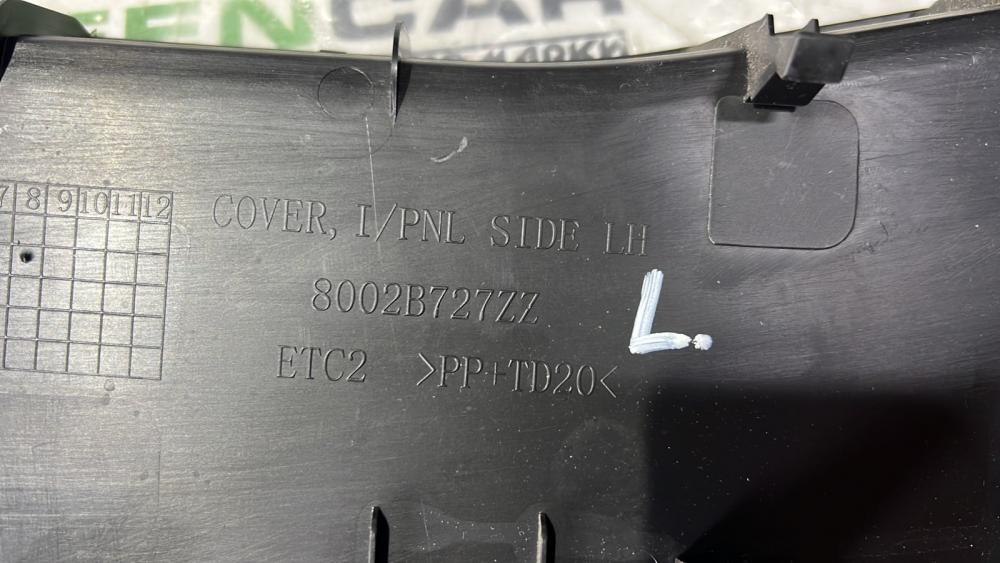 7 8 9 10 11 12
COVER, I/PNL SIDE LH
8002B727ZZ
L.
ETC2 >PP+TD20<